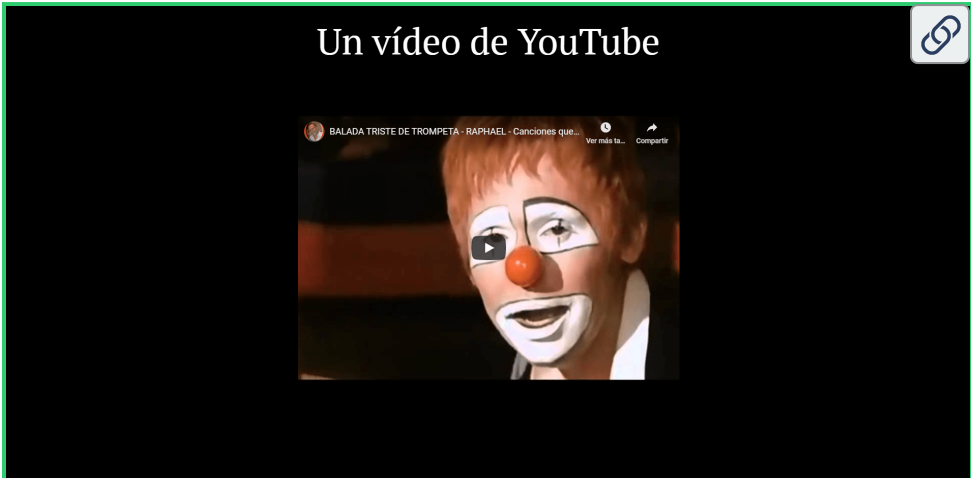 Un vídeo de YouTube
BALADA TRISTE DE TROMPETA - RAPHAEL - Canciones que...
Ver más ta...
Compartir